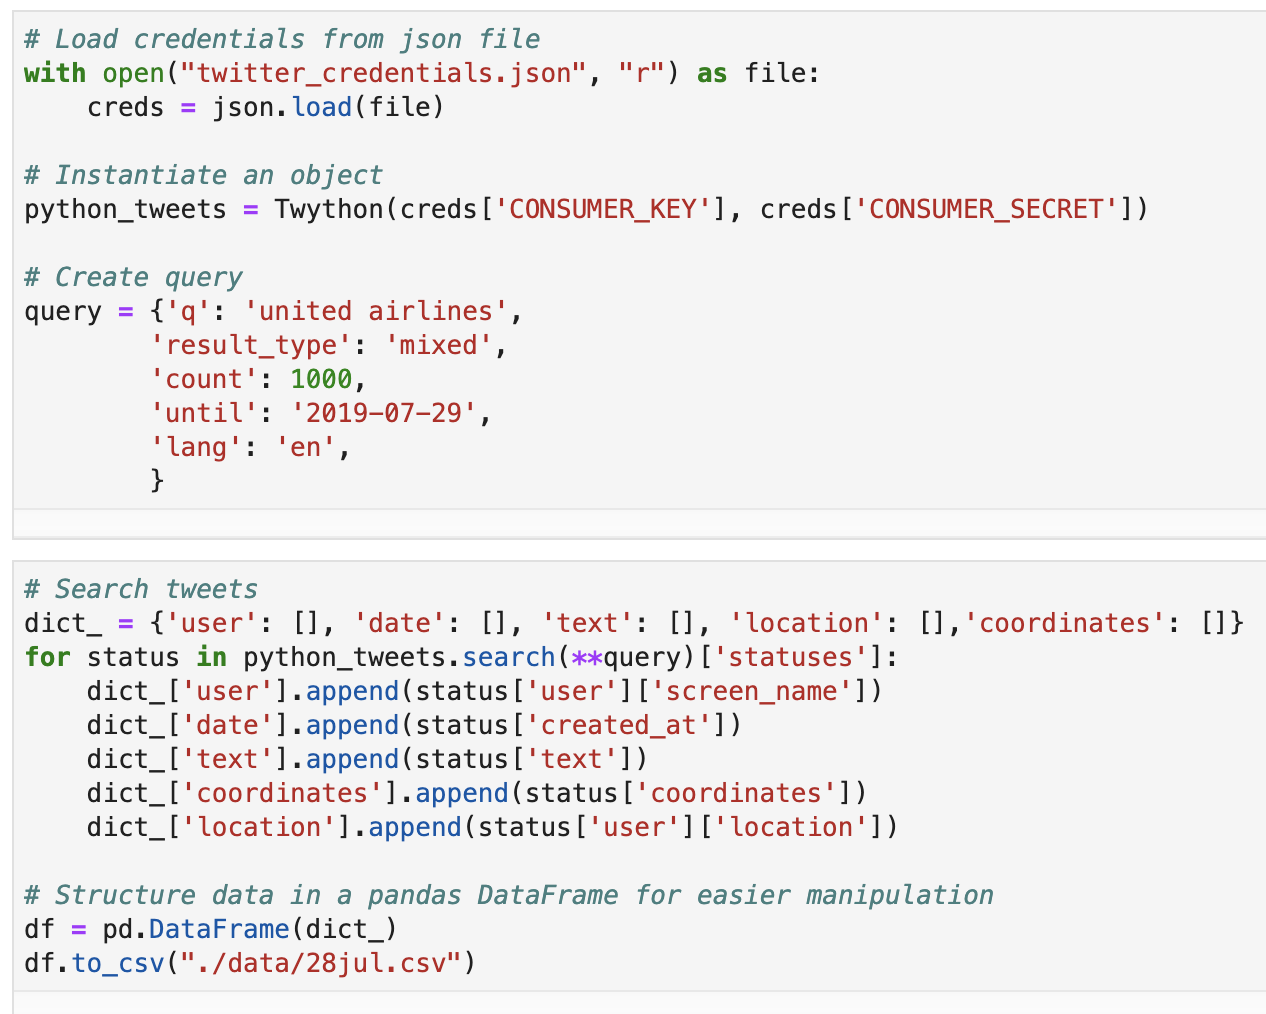 # Load credentials from json file
with open("twitter_credentials.json", "r") as file:
    creds = json.load(file)

# Instantiate an object
python_tweets = Twython(creds['CONSUMER_KEY'], creds['CONSUMER_SECRET'])

# Create query
query = {'q': 'united airlines',
        'result_type': 'mixed',
        'count': 1000,
        'until': '2019-07-29',
        'lang': 'en',
        }

# Search tweets
dict_ = {'user': [], 'date': [], 'text': [], 'location': [],'coordinates': []}
for status in python_tweets.search(**query)['statuses']:
    dict_['user'].append(status['user']['screen_name'])
    dict_['date'].append(status['created_at'])
    dict_['text'].append(status['text'])
    dict_['coordinates'].append(status['coordinates'])
    dict_['location'].append(status['user']['location'])

# Structure data in a pandas DataFrame for easier manipulation
df = pd.DataFrame(dict_)
df.to_csv("./data/28jul.csv")